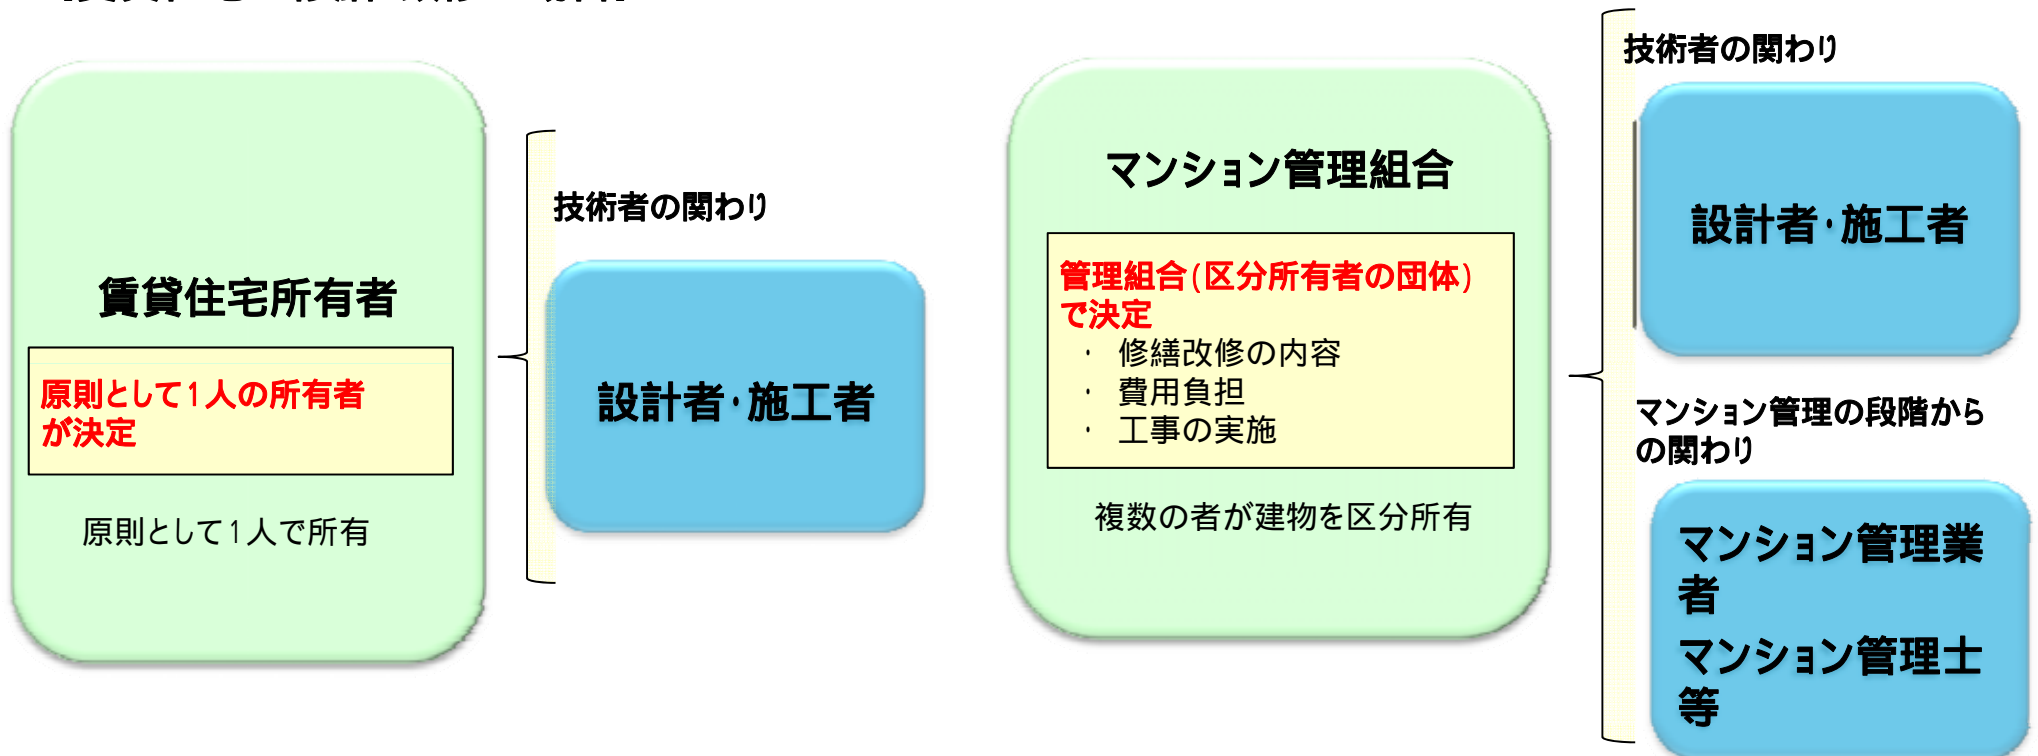 賃貸住宅所有者
原則として1人の所有者
が決定
原則として1人で所有
技術者の関わり
設計者・施工者
マンション管理組合
管理組合(区分所有者の団体)
で決定
・ 修繕改修の内容
・ 費用負担
・ 工事の実施
複数の者が建物を区分所有
技術者の関わり
設計者・施工者
マンション管理の段階から
の関わり
マンション管理業
者
マンション管理士
等